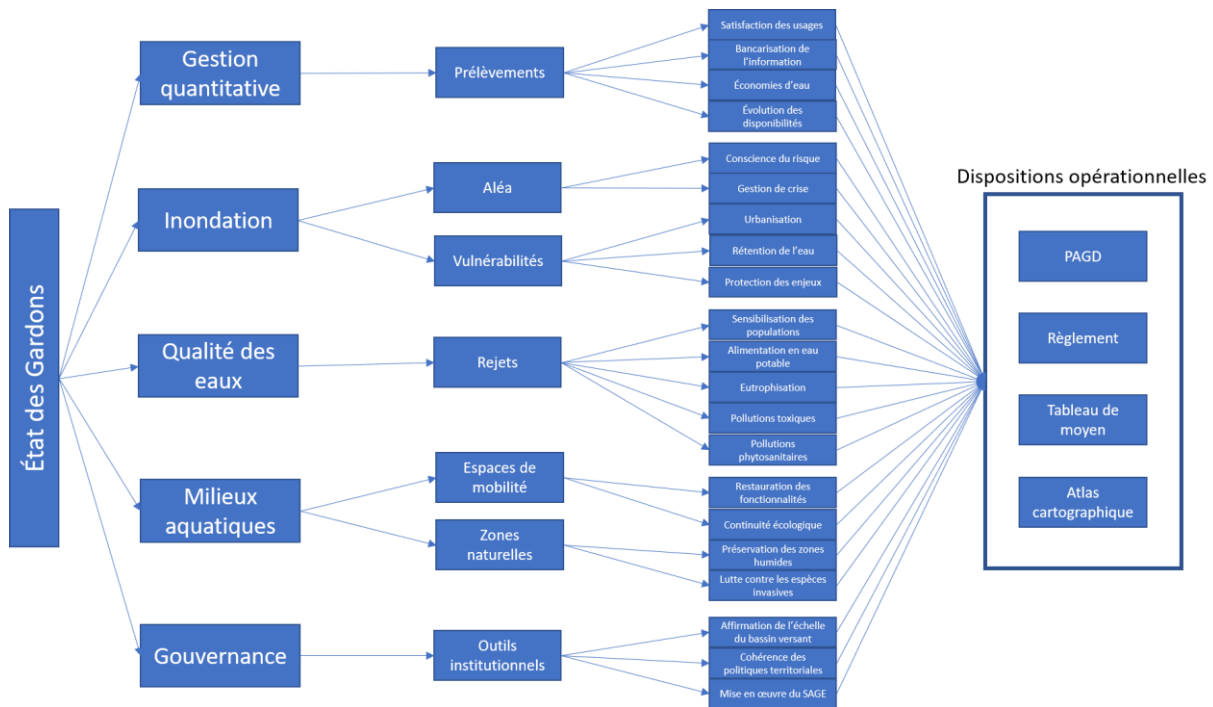 État des Gardons
Gestion
quantitative
Inondation
Qualité des
eaux
Milieux
aquatiques
Gouvernance
Prélèvements
Aléa
Vulnérabilités
Rejets
Espaces de
mobilité
Zones
naturelles
Outils
institutionnels
Satisfaction des usages
Bancarisation de
l'information
Économies d'eau
Évolution des
disponibilités
Conscience du risque
Gestion de crise
Urbanisation
Rétention de l'eau
Protection des enjeux
Sensibilisation des
populations
Alimentation en eau
potable
Eutrophisation
Pollutions toxiques
Pollutions
phytosanitaires
Restauration des
fonctionnalités
Continuité écologique
Préservation des zones
humides
Lutte contre les espèces
invasives
Affirmation de l'échelle
du bassin versant
Cohérence des
politiques territoriales
Mise en œuvre du SAGE
Dispositions opérationnelles
PAGD
Règlement
Tableau de
moyen
Atlas
cartographique